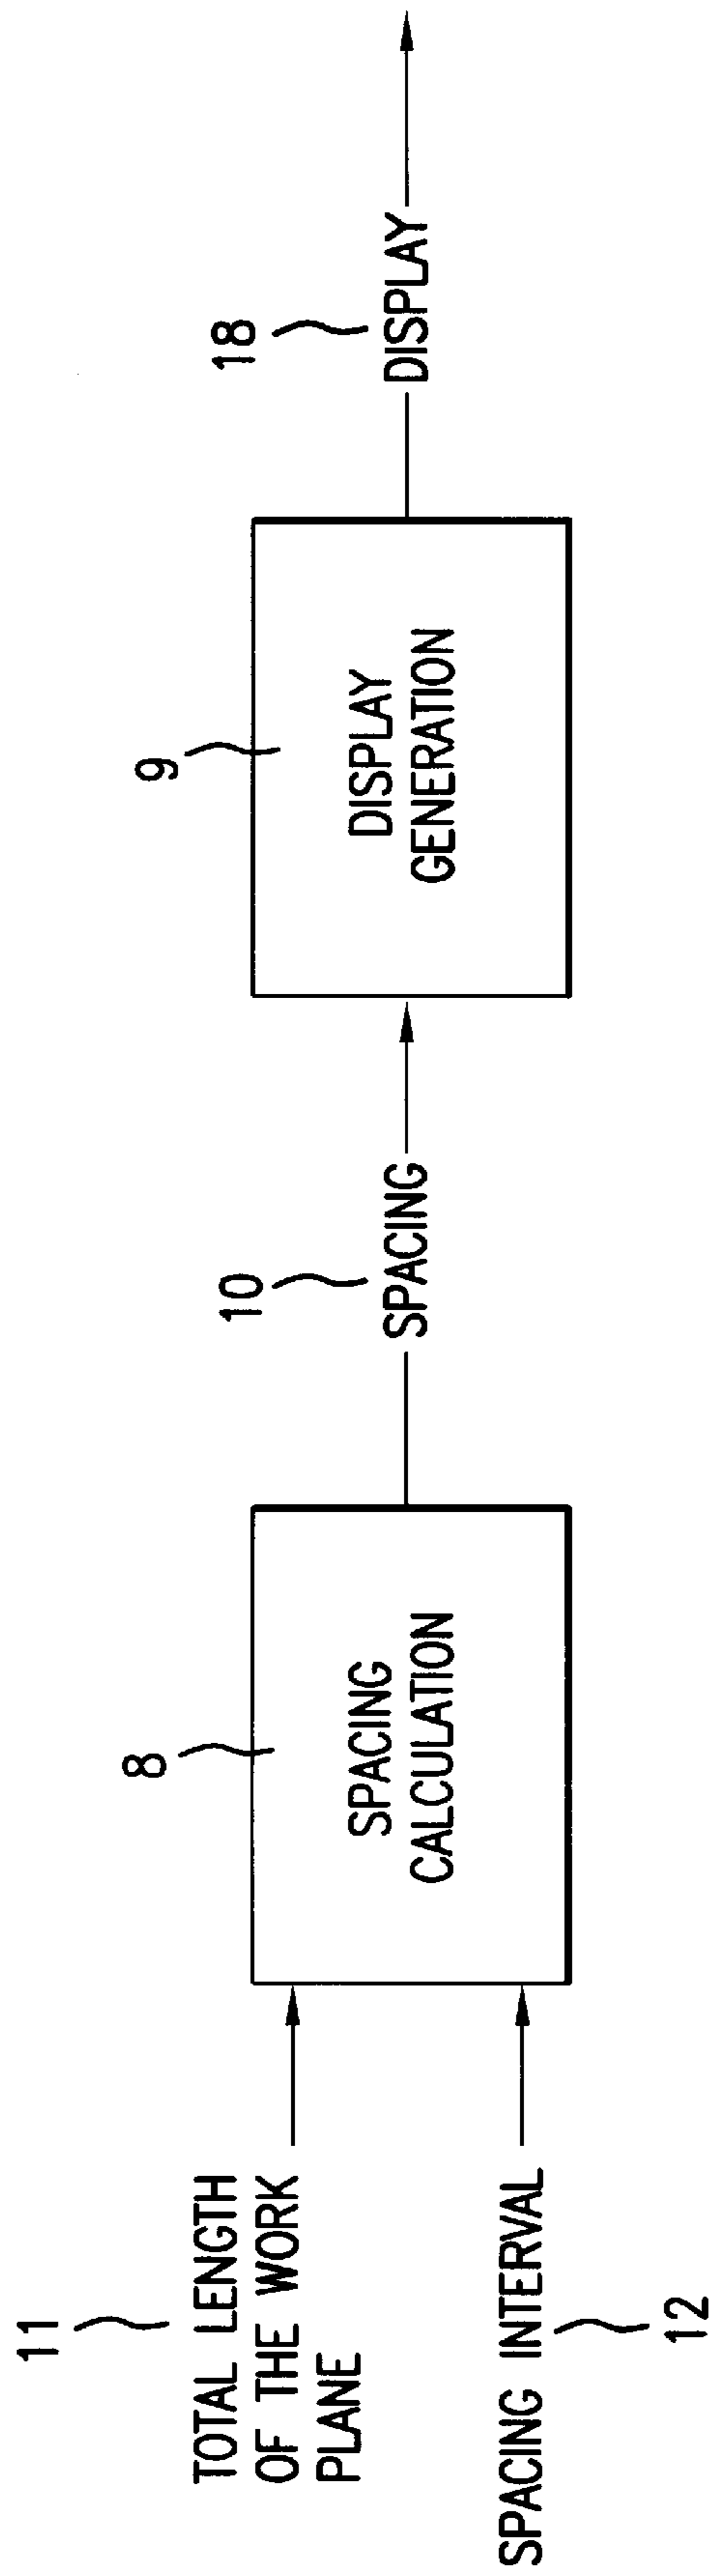 11
TOTAL LENGTH
OF THE WORK
PLANE
SPACING INTERVAL
12
8
SPACING
CALCULATION
10
SPACING
9
DISPLAY
GENERATION
18
DISPLAY